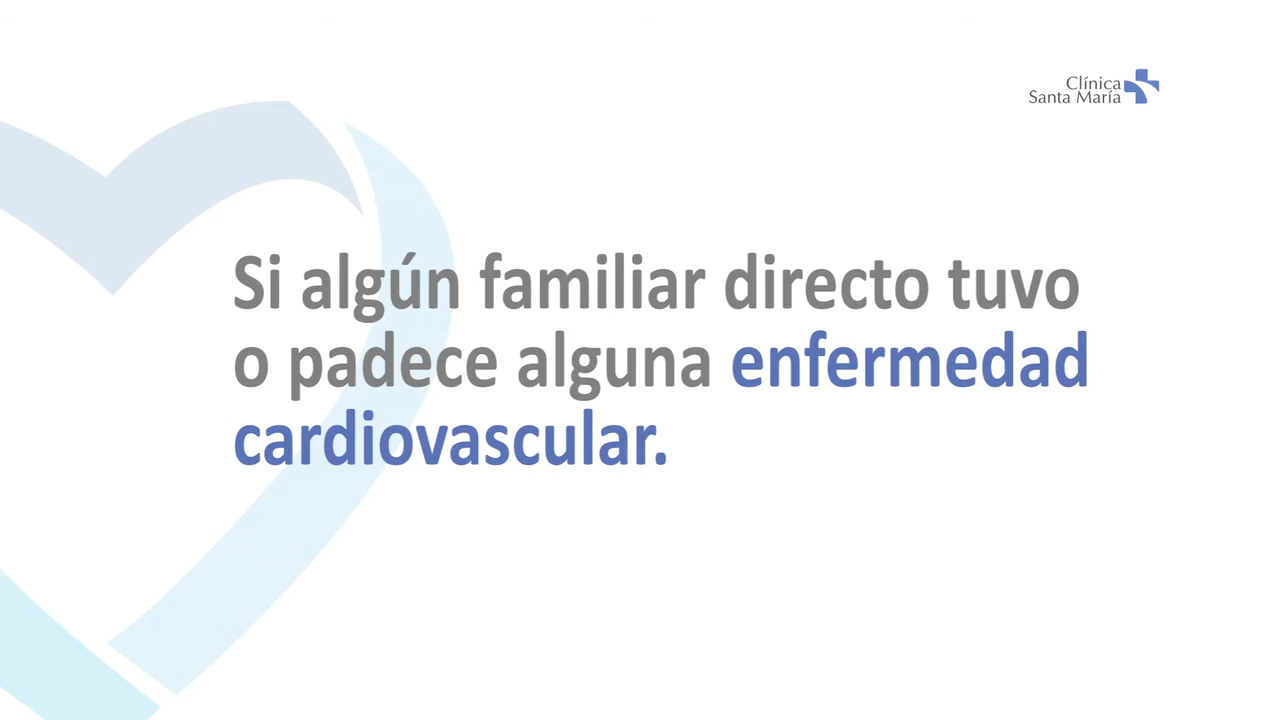 Clínica
Santa María
Si algún familiar directo tuvo
o padece alguna enfermedad
cardiovascular.